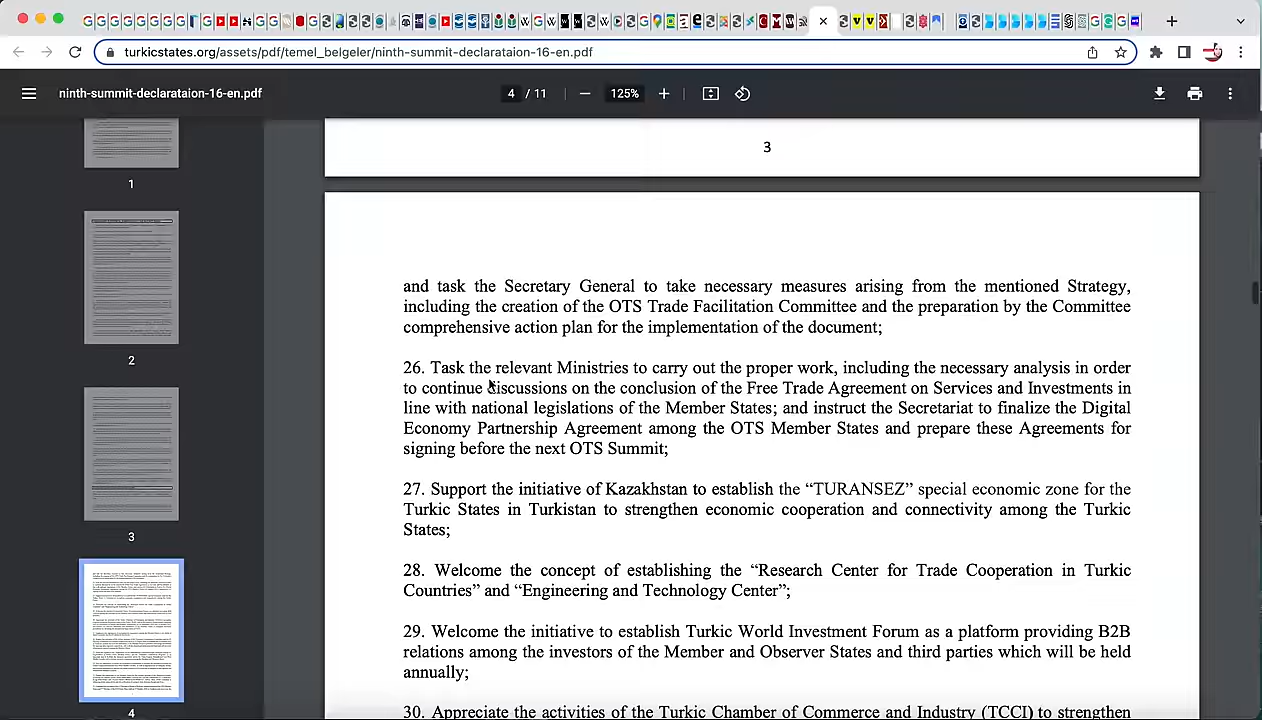 turkicstates.org/assets/pdf/temel_belgeler/ninth-summit-declarataion-16-en.pdf
ninth-summit-declarataion-16-en.pdf
4 / 11
125%
1
2
3
4
3
and task the Secretary General to take necessary measures arising from the mentioned Strategy,
including the creation of the OTS Trade Facilitation Committee and the preparation by the Committee
comprehensive action plan for the implementation of the document;
26. Task the relevant Ministries to carry out the proper work, including the necessary analysis in order
to continue discussions on the conclusion of the Free Trade Agreement on Services and Investments in
line with national legislations of the Member States; and instruct the Secretariat to finalize the Digital
Economy Partnership Agreement among the OTS Member States and prepare these Agreements for
signing before the next OTS Summit;
27. Support the initiative of Kazakhstan to establish the “TURANSEZ” special economic zone for the
Turkic States in Turkistan to strengthen economic cooperation and connectivity among the Turkic
States;
28. Welcome the concept of establishing the “Research Center for Trade Cooperation in Turkic
Countries” and “Engineering and Technology Center”;
29. Welcome the initiative to establish Turkic World Investment Forum as a platform providing B2B
relations among the investors of the Member and Observer States and third parties which will be held
annually;
30. Appreciate the activities of the Turkic Chamber of Commerce and Industry (TCCI) to strengthen